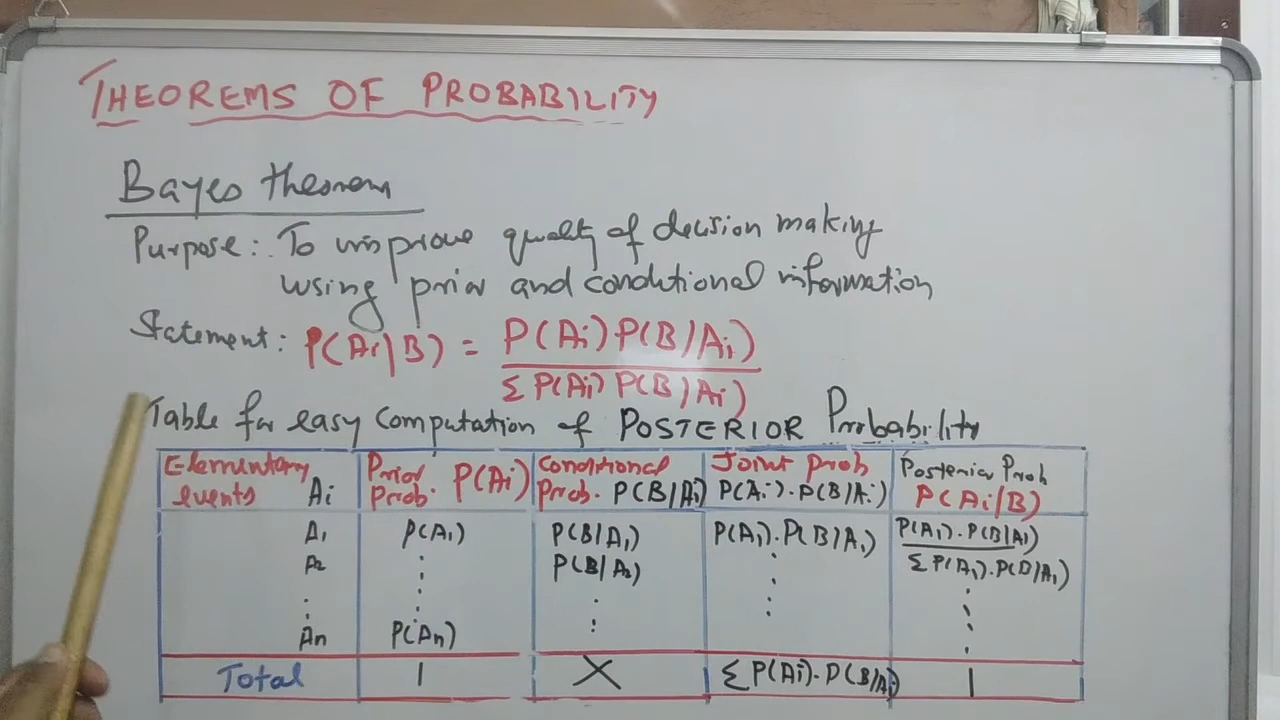 THEOREMS OF PROBABILITY
Bayes theorem
Purpose: To improve quality of decision making
using prior and conditional information
Statement: P(Ai|B) = P(Ai) P(B/Ai)
Σ P(Ai) P(B/Ai)
Table for easy computation of POSTERIOR Probability
Elementary events Ai
Prior prob. P(Ai)
Conditional prob. P(B/Ai)
Joint prob P(Ai).P(B/Ai)
Posterior Prob P(Ai/B)
A1 P(A1) P(B/A1) P(A1).P(B/A1) P(A1).P(B/A1)
A2 P(B/A2) Σ P(A1).P(B/A1)
An P(An)
Total 1 X Σ P(Ai).P(B/Ai) 1